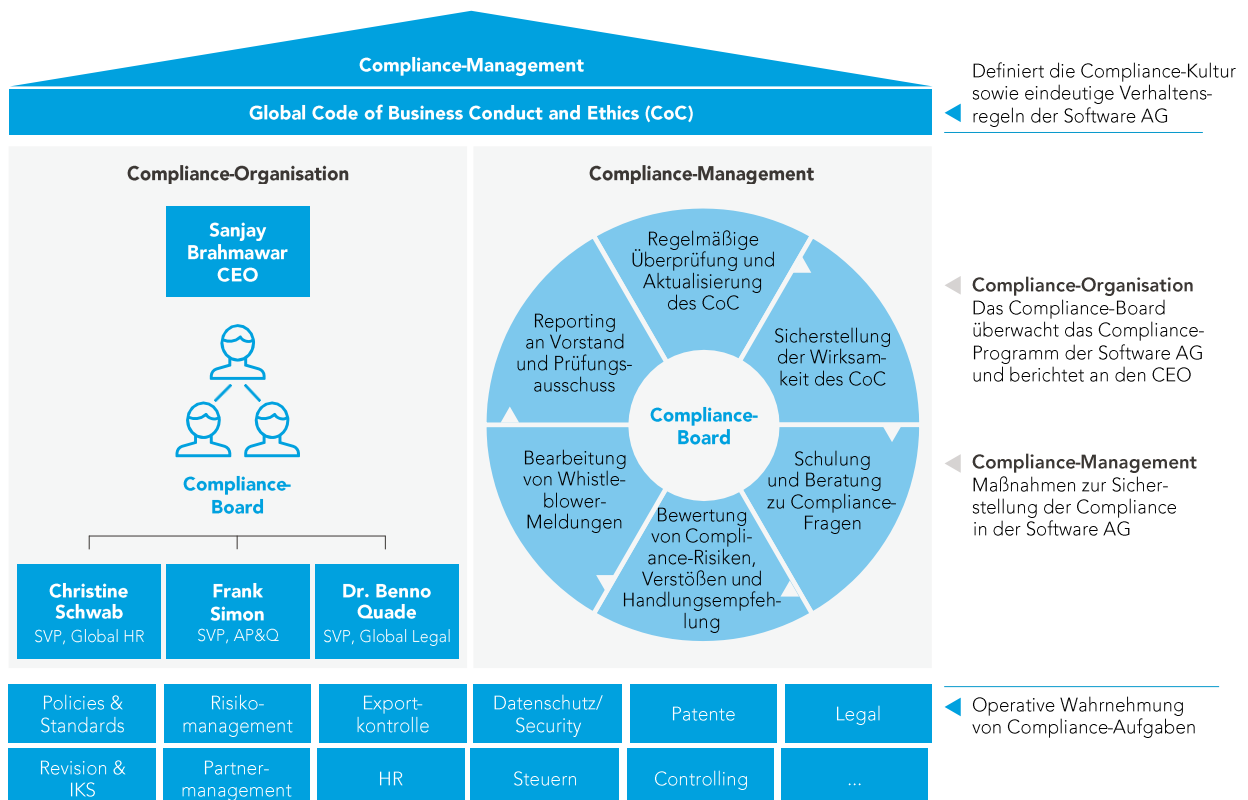 Compliance-Management
Global Code of Business Conduct and Ethics (CoC)
Definiert die Compliance-Kultur
sowie eindeutige Verhaltens-
regeln der Software AG
Compliance-Organisation
Sanjay
Brahmawar
CEO
Compliance-
Board
Christine
Schwab
SVP, Global HR
Frank
Simon
SVP, AP&Q
Dr. Benno
Quade
SVP, Global Legal
Compliance-Management
Regelmäßige
Überprüfung und
Aktualisierung
des CoC
Sicherstellung
der Wirksam-
keit des CoC
Schulung
und Beratung
zu Compliance-
Fragen
Bewertung
von Compli-
ance-Risiken,
Verstößen und
Handlungsempfeh-
lung
Bearbeitung
von Whistle-
blower-
Meldungen
Reporting
an Vorstand
und Prüfungs-
ausschuss
Compliance-
Board
Compliance-Organisation
Das Compliance-Board
überwacht das Compliance-
Programm der Software AG
und berichtet an den CEO
Compliance-Management
Maßnahmen zur Sicher-
stellung der Compliance
in der Software AG
Policies &
Standards
Risiko-
management
Export-
kontrolle
Datenschutz/
Security
Patente
Legal
Revision &
IKS
Partner-
management
HR
Steuern
Controlling
...
Operative Wahrnehmung
von Compliance-Aufgaben